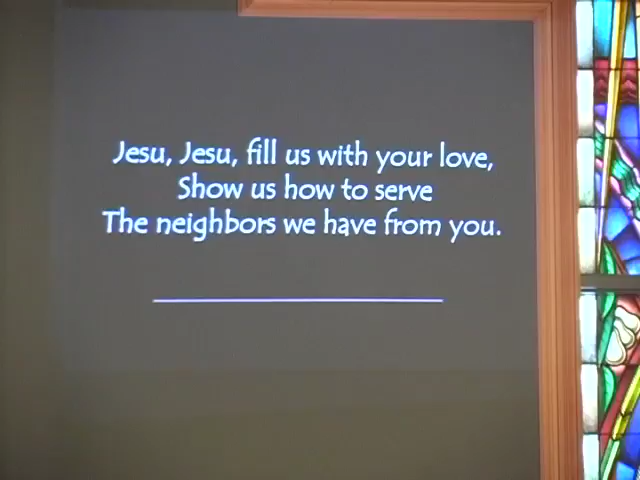 Jesu, Jesu, fill us with your love,
Show us how to serve
The neighbors we have from you.